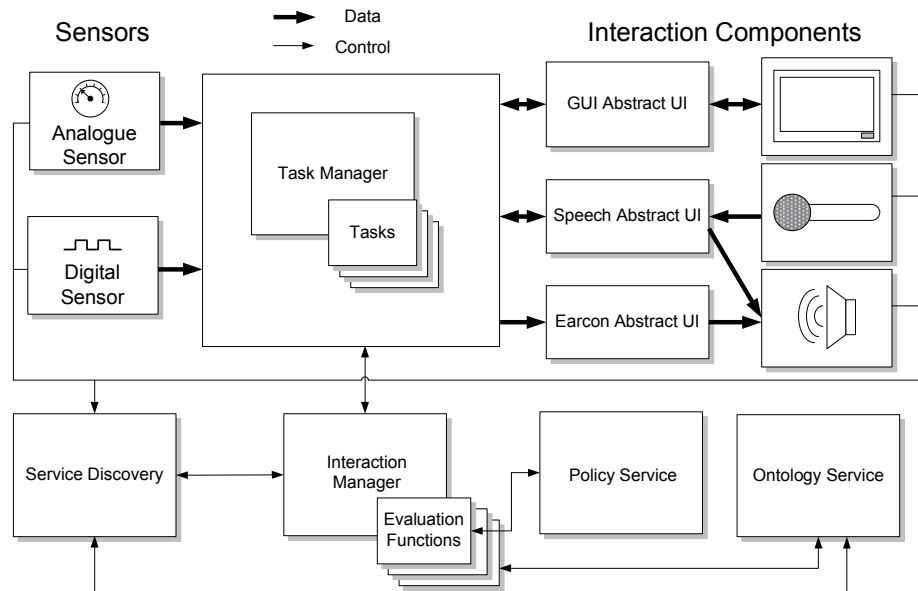 Sensors
Data
Control
Interaction Components
Analogue
Sensor
Digital
Sensor
Task Manager
Tasks
GUI Abstract UI
Speech Abstract UI
Earcon Abstract UI
Service Discovery
Interaction
Manager
Evaluation
Functions
Policy Service
Ontology Service